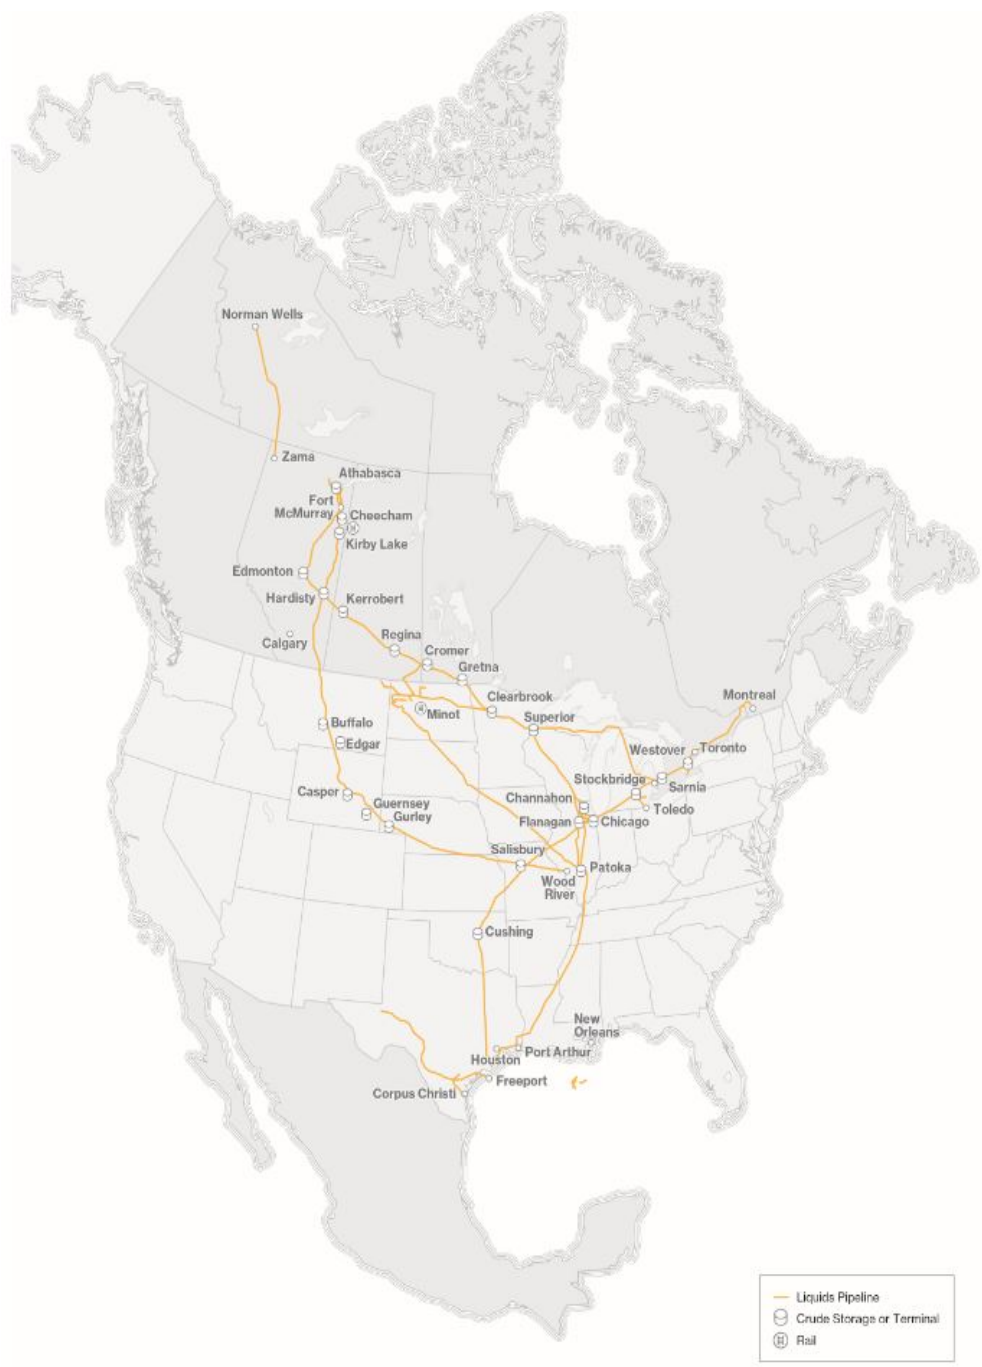 Norman Wells
Zama
Athabasca
Fort
McMurray
Cheecham
Kirby Lake
Edmonton
Hardisty
Kerrobert
Calgary
Regina
Cromer
Gretna
Clearbrook
Minot
Superior
Montreal
Buffalo
Edgar
Westover
Toronto
Stockbridge
Sarnia
Casper
Channahon
Toledo
Guernsey
Gurley
Flanagan
Chicago
Salisbury
Patoka
Wood
River
Cushing
New
Orleans
Port Arthur
Houston
Freeport
Corpus Christi
Liquids Pipeline
Crude Storage or Terminal
Rail